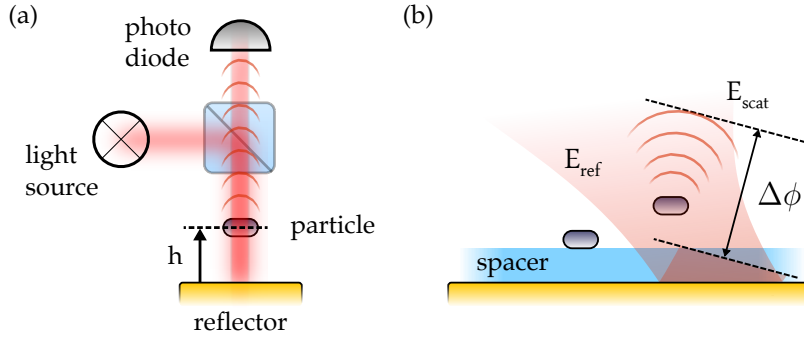 (a)
photo
diode
light
source
particle
h
reflector
(b)
E_scat
E_ref
Δϕ
spacer